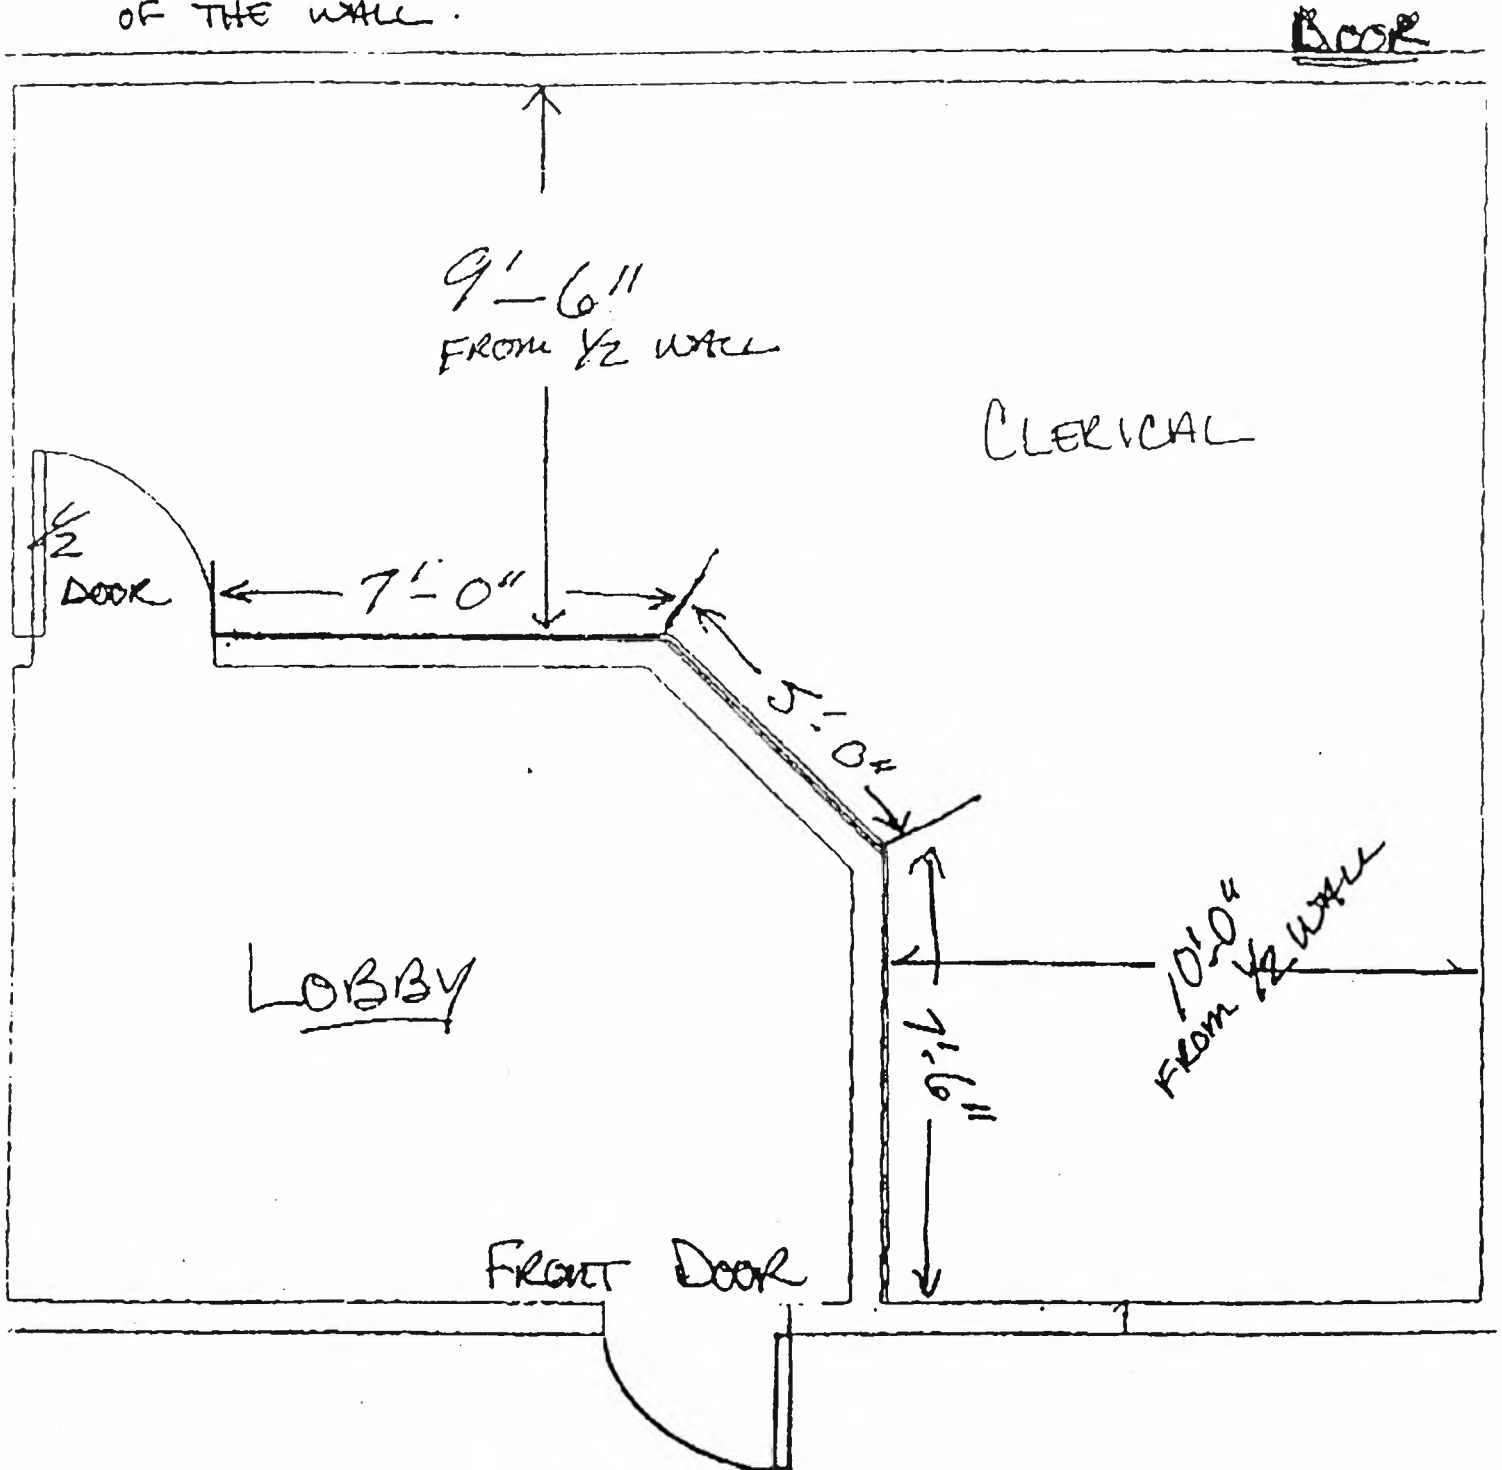 OF THE WALL.
DOOR
9'-6"
FROM 1/2 WALL
CLERICAL
1/2
DOOR
7'-0"
5'-0"
10'-0"
FROM 1/2 WALL
LOBBY
7'-6"
FRONT DOOR